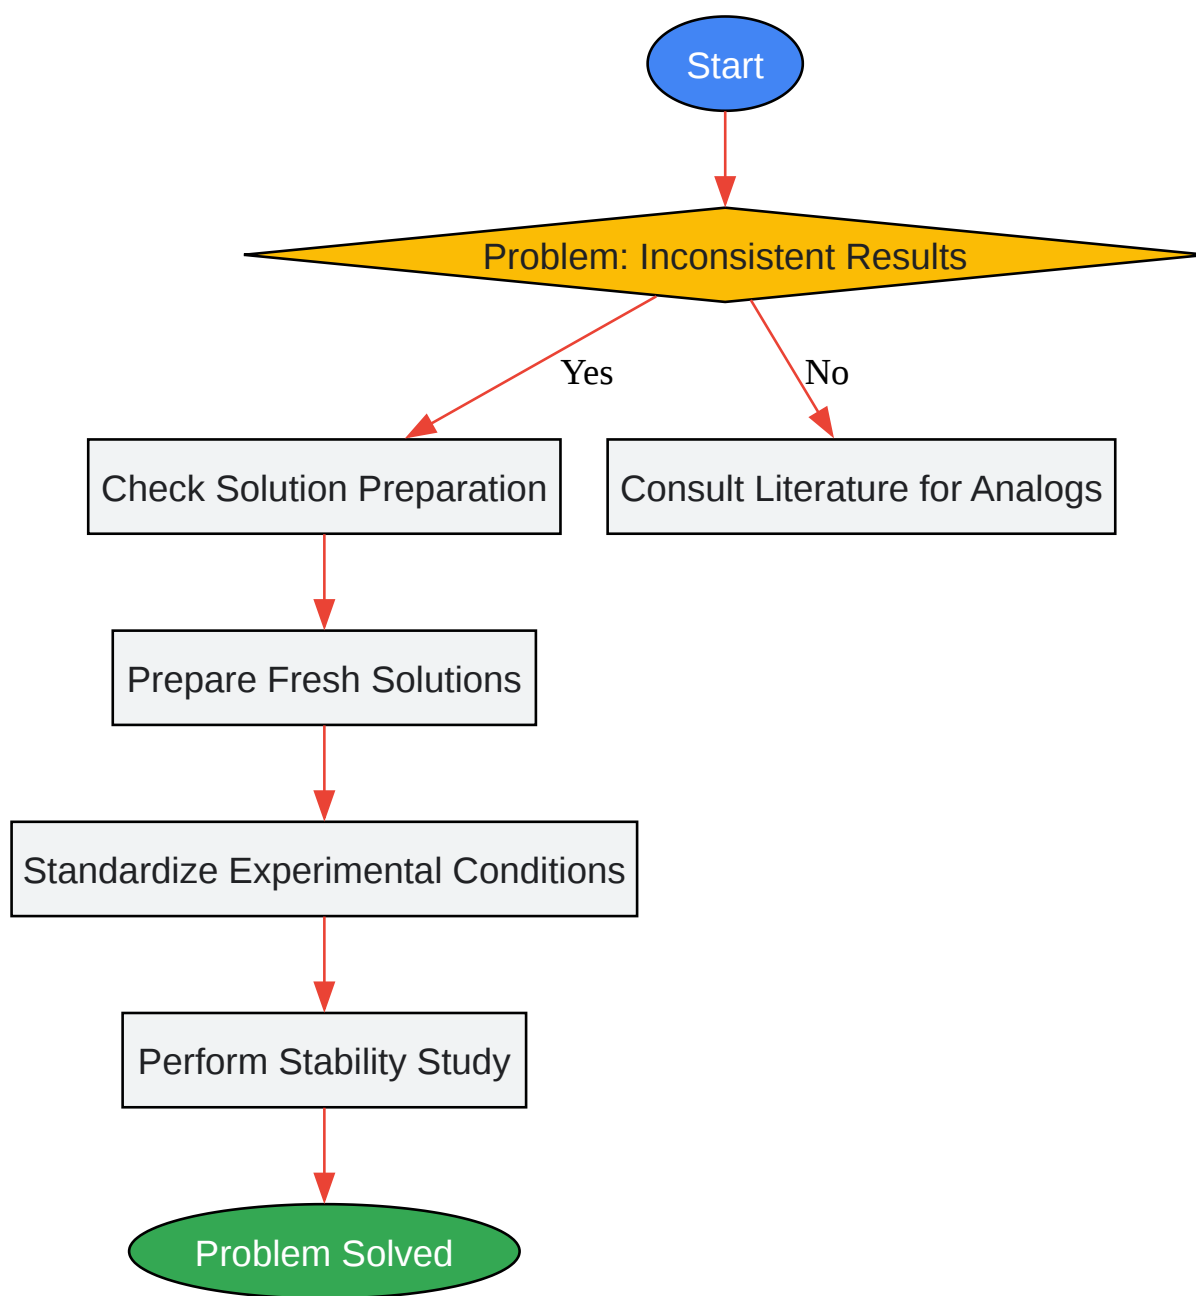 Start
Problem: Inconsistent Results
Yes
No
Check Solution Preparation
Consult Literature for Analogs
Prepare Fresh Solutions
Standardize Experimental Conditions
Perform Stability Study
Problem Solved